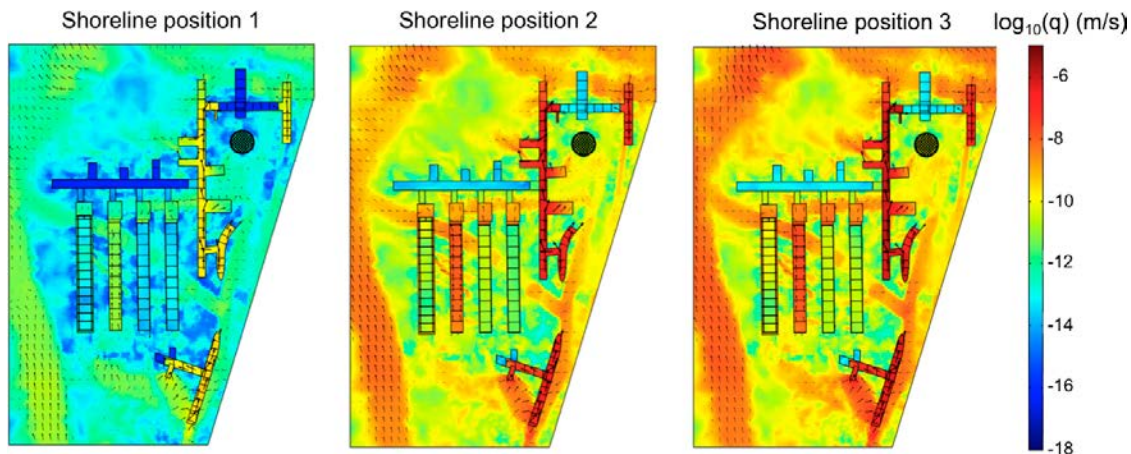 Shoreline position 1
Shoreline position 2
Shoreline position 3
log₁₀(q) (m/s)
-6
-8
-10
-12
-14
-16
-18